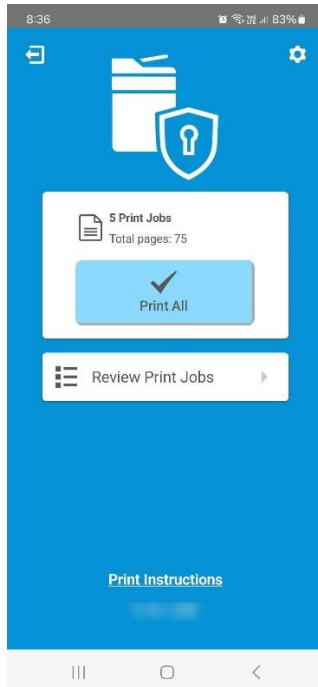 8:36 83%
5 Print Jobs
Total pages: 75
Print All
Review Print Jobs
Print Instructions